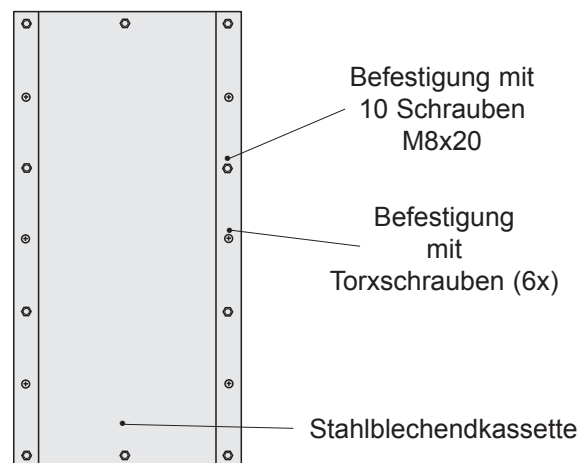 Befestigung mit
10 Schrauben
M8x20
Befestigung
mit
Torxschrauben (6x)
Stahlblechendkassette